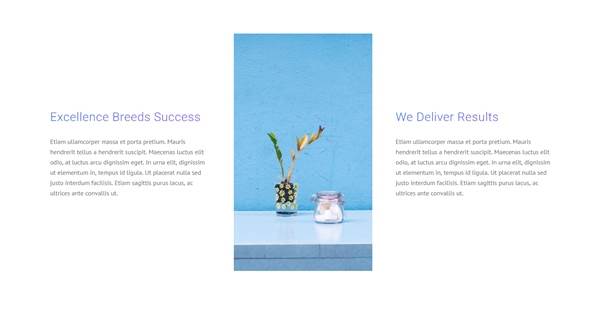 Excellence Breeds Success
Etiam ullamcorper massa et porta pretium. Mauris
hendrerit tellus a hendrerit suscipit. Maecenas luctus elit
odio, at luctus arcu dignissim eget. In urna elit, dignissim
ut elementum in, tempus id ligula. Ut placerat nulla sed
justo interdum facilisis. Etiam sagittis purus lacus, ac
ultrices ante convallis ut.
We Deliver Results
Etiam ullamcorper massa et porta pretium. Mauris
hendrerit tellus a hendrerit suscipit. Maecenas luctus elit
odio, at luctus arcu dignissim eget. In urna elit, dignissim
ut elementum in, tempus id ligula. Ut placerat nulla sed
justo interdum facilisis. Etiam sagittis purus lacus, ac
ultrices ante convallis ut.